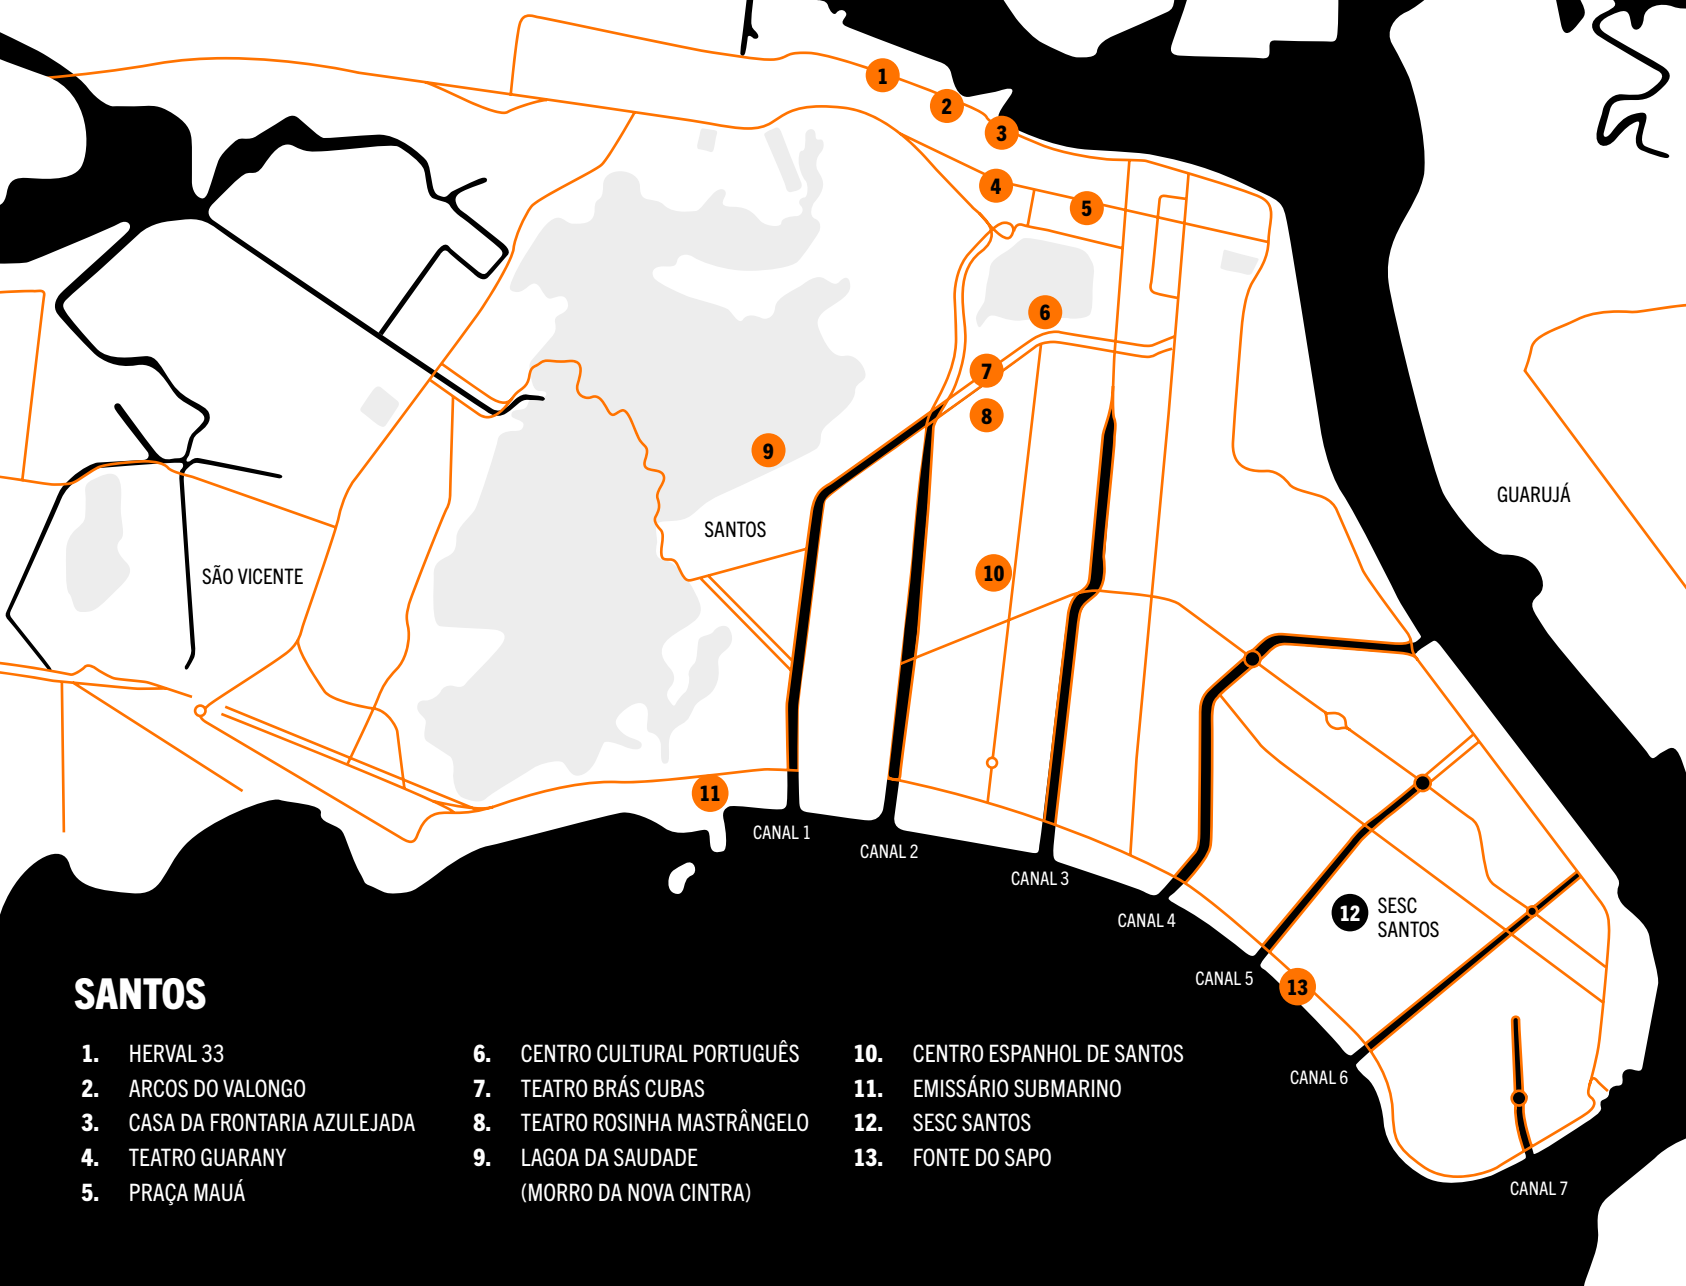 1
2
3
4
5
6
7
8
9
GUARUJÁ
SANTOS
10
SÃO VICENTE
11
CANAL 1
CANAL 2
CANAL 3
CANAL 4
12
SESC
SANTOS
CANAL 5
13
CANAL 6
CANAL 7
SANTOS
1. HERVAL 33
2. ARCOS DO VALONGO
3. CASA DA FRONTARIA AZULEJADA
4. TEATRO GUARANY
5. PRAÇA MAUÁ
6. CENTRO CULTURAL PORTUGUÊS
7. TEATRO BRÁS CUBAS
8. TEATRO ROSINHA MASTRÂNGELO
9. LAGOA DA SAUDADE
(MORRO DA NOVA CINTRA)
10. CENTRO ESPANHOL DE SANTOS
11. EMISSÁRIO SUBMARINO
12. SESC SANTOS
13. FONTE DO SAPO